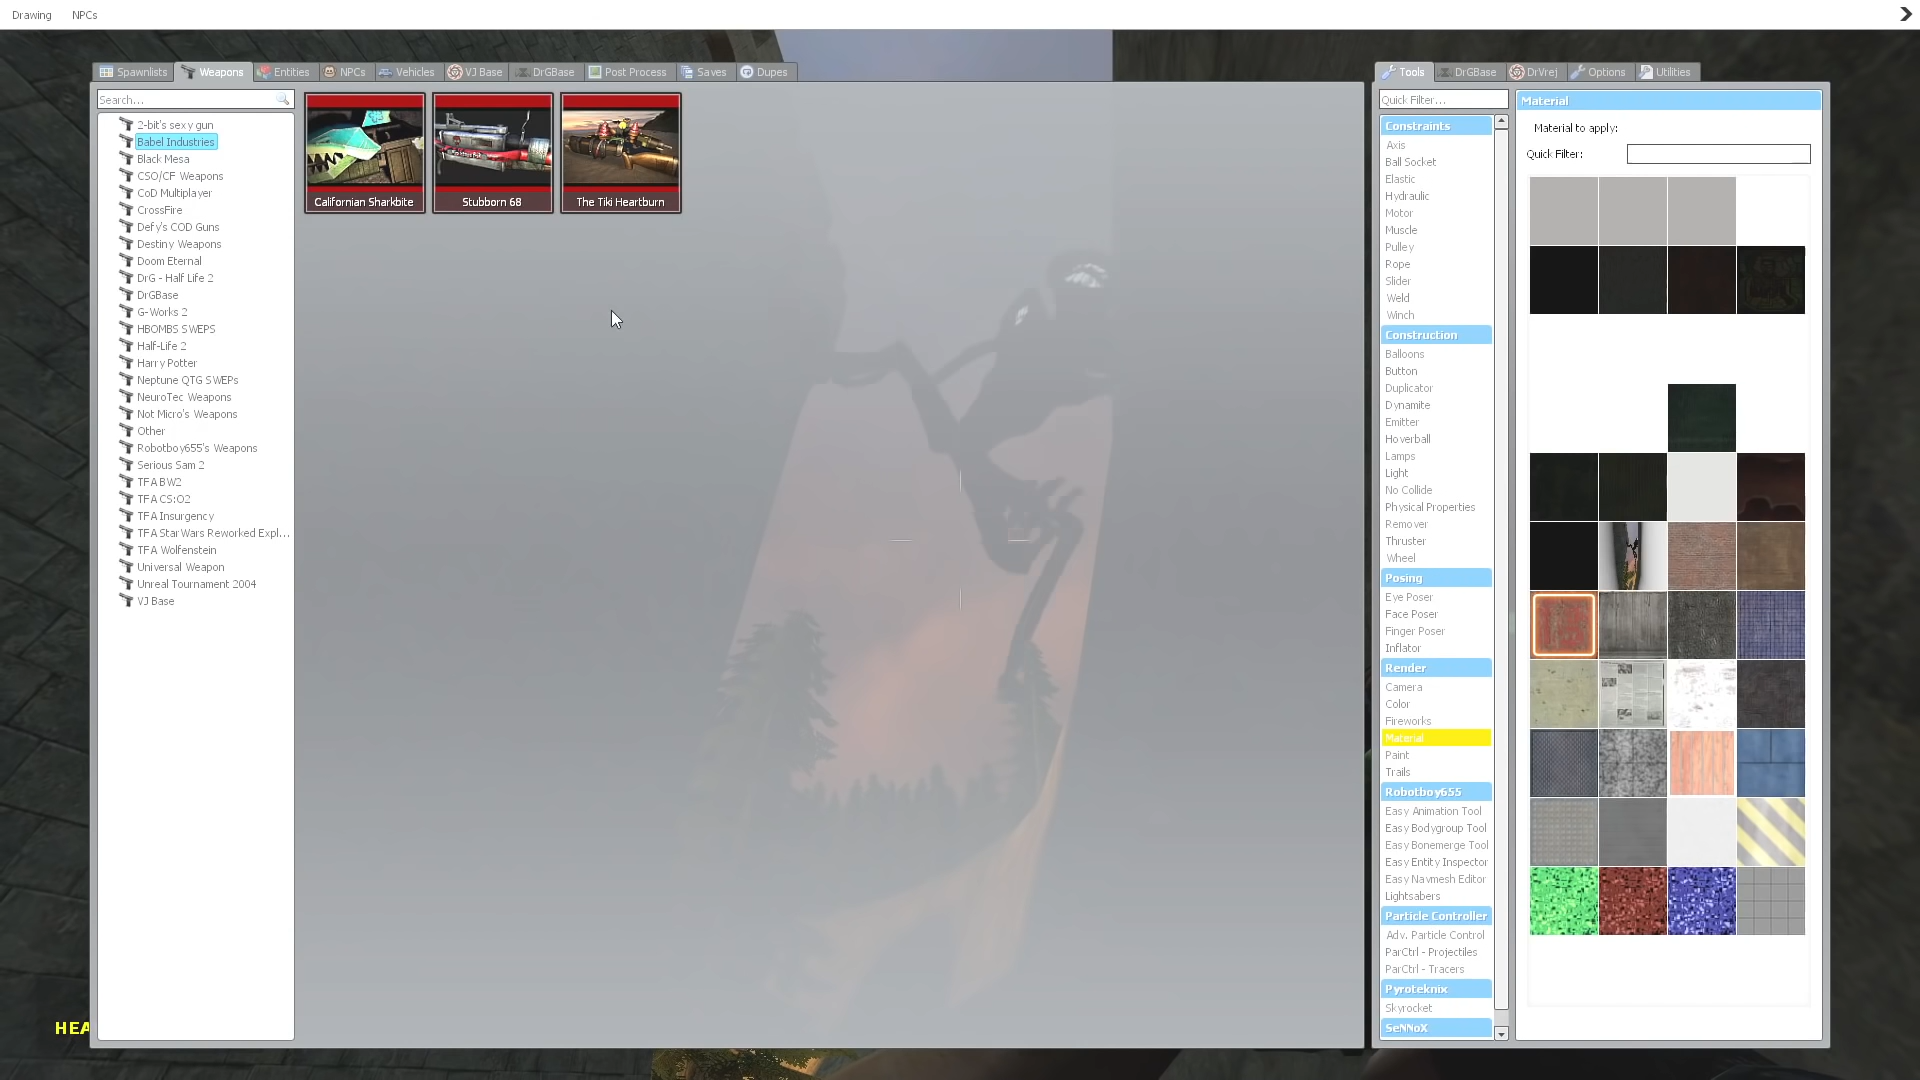 Drawing NPCs
Spawnlists Weapons Entities NPCs Vehicles VJ Base DrGBase Post Process Saves Dupes
Search...
2-bit's sexy gun
Babel Industries
Black Mesa
CSO/CF Weapons
CoD Multiplayer
CrossFire
Defy's COD Guns
Destiny Weapons
Doom Eternal
DrG - Half Life 2
DrGBase
G-Works 2
HBOMBS SWEPS
Half-Life 2
Harry Potter
Neptune QTG SWEPs
NeuroTec Weapons
Not Micro's Weapons
Other
Robotboy655's Weapons
Serious Sam 2
TFA BW2
TFA CS:O2
TFA Insurgency
TFA StarWars Reworked Expl...
TFA Wolfenstein
Universal Weapon
Unreal Tournament 2004
VJ Base
Californian Sharkbite
Stubborn 68
The Tiki Heartburn
HEA
Tools DrGBase DrVrej Options Utilities
Quick Filter...
Constraints
Axis
Ball Socket
Elastic
Hydraulic
Motor
Muscle
Pulley
Rope
Slider
Weld
Winch
Construction
Balloons
Button
Duplicator
Dynamite
Emitter
Hoverball
Lamps
Light
No Collide
Physical Properties
Remover
Thruster
Wheel
Posing
Eye Poser
Face Poser
Finger Poser
Inflator
Render
Camera
Color
Fireworks
Material
Paint
Trails
Robotboy655
Easy Animation Tool
Easy Bodygroup Tool
Easy Bonemerge Tool
Easy Entity Inspector
Easy Navmesh Editor
Lightsabers
Particle Controller
Adv. Particle Control
ParCtrl - Projectiles
ParCtrl - Tracers
Pyroteknix
Skyrocket
SeNNoX
Material
Material to apply:
Quick Filter: